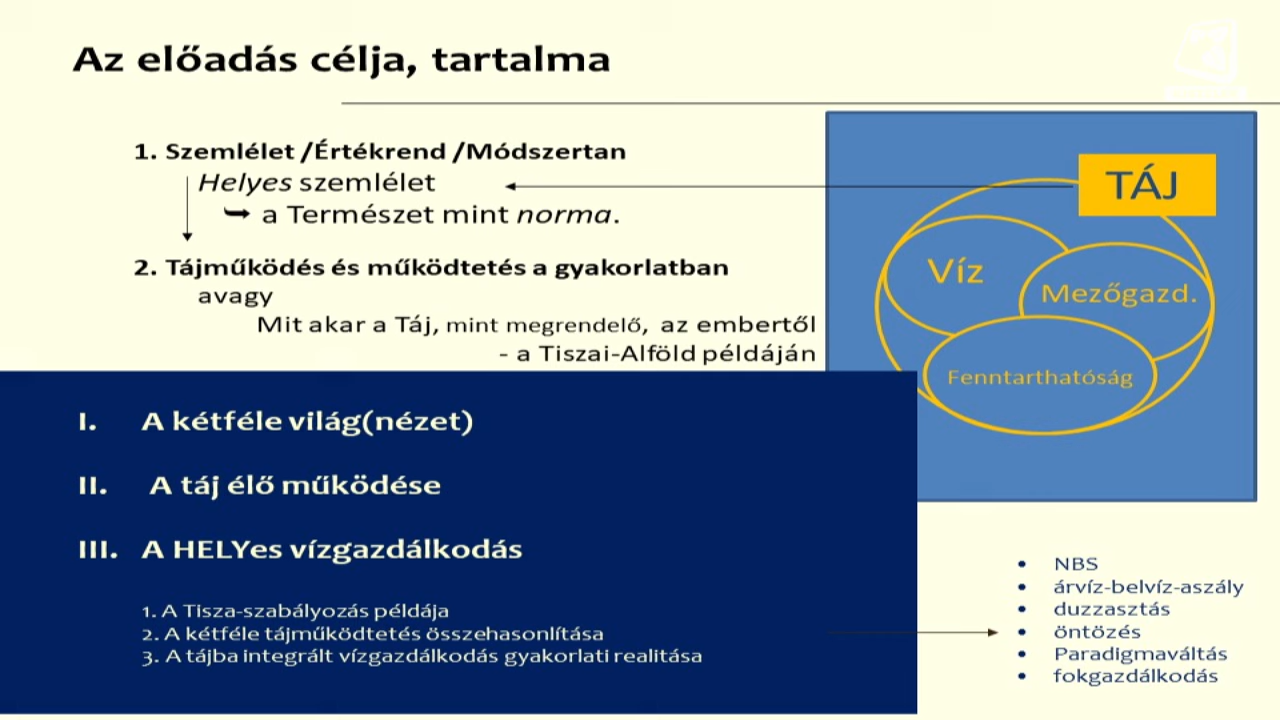 Az előadás célja, tartalma
1. Szemlélet /Értékrend /Módszertan
Helyes szemlélet
➥ a Természet mint norma.
2. Tájműködés és működtetés a gyakorlatban
avagy
Mit akar a Táj, mint megrendelő, az embertől
- a Tiszai-Alföld példáján
TÁJ
Víz
Mezőgazd.
Fenntarthatóság
I. A kétféle világ(nézet)
II. A táj élő működése
III. A HELYes vízgazdálkodás
1. A Tisza-szabályozás példája
2. A kétféle tájműködtetés összehasonlítása
3. A tájba integrált vízgazdálkodás gyakorlati realitása
• NBS
• árvíz-belvíz-aszály
• duzzasztás
• öntözés
• Paradigmaváltás
• fokgazdálkodás